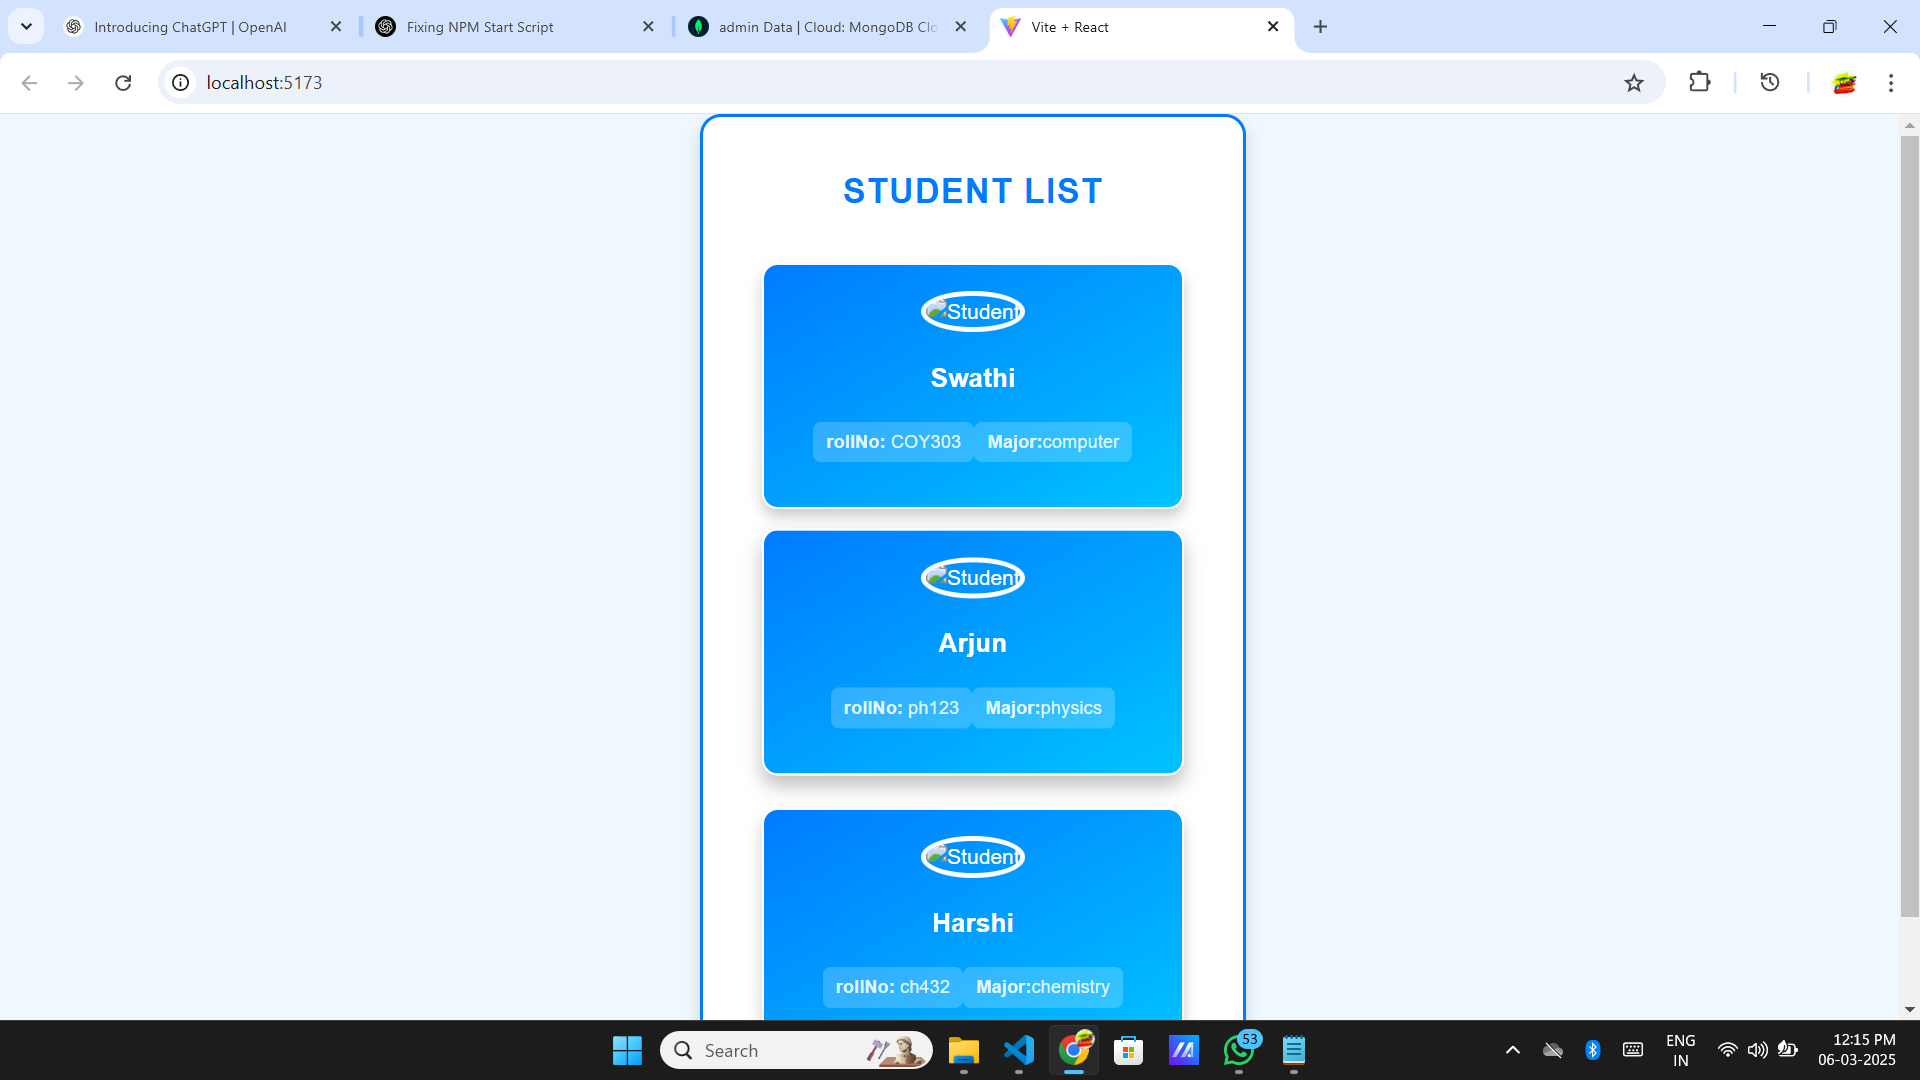 Introducing ChatGPT | OpenAI
Fixing NPM Start Script
admin Data | Cloud: MongoDB Clo
Vite + React
localhost:5173
STUDENT LIST
Student
Swathi
rollNo: COY303 Major:computer
Student
Arjun
rollNo: ph123 Major:physics
Student
Harshi
rollNo: ch432 Major:chemistry
Search
53
ENG
IN
12:15 PM
06-03-2025